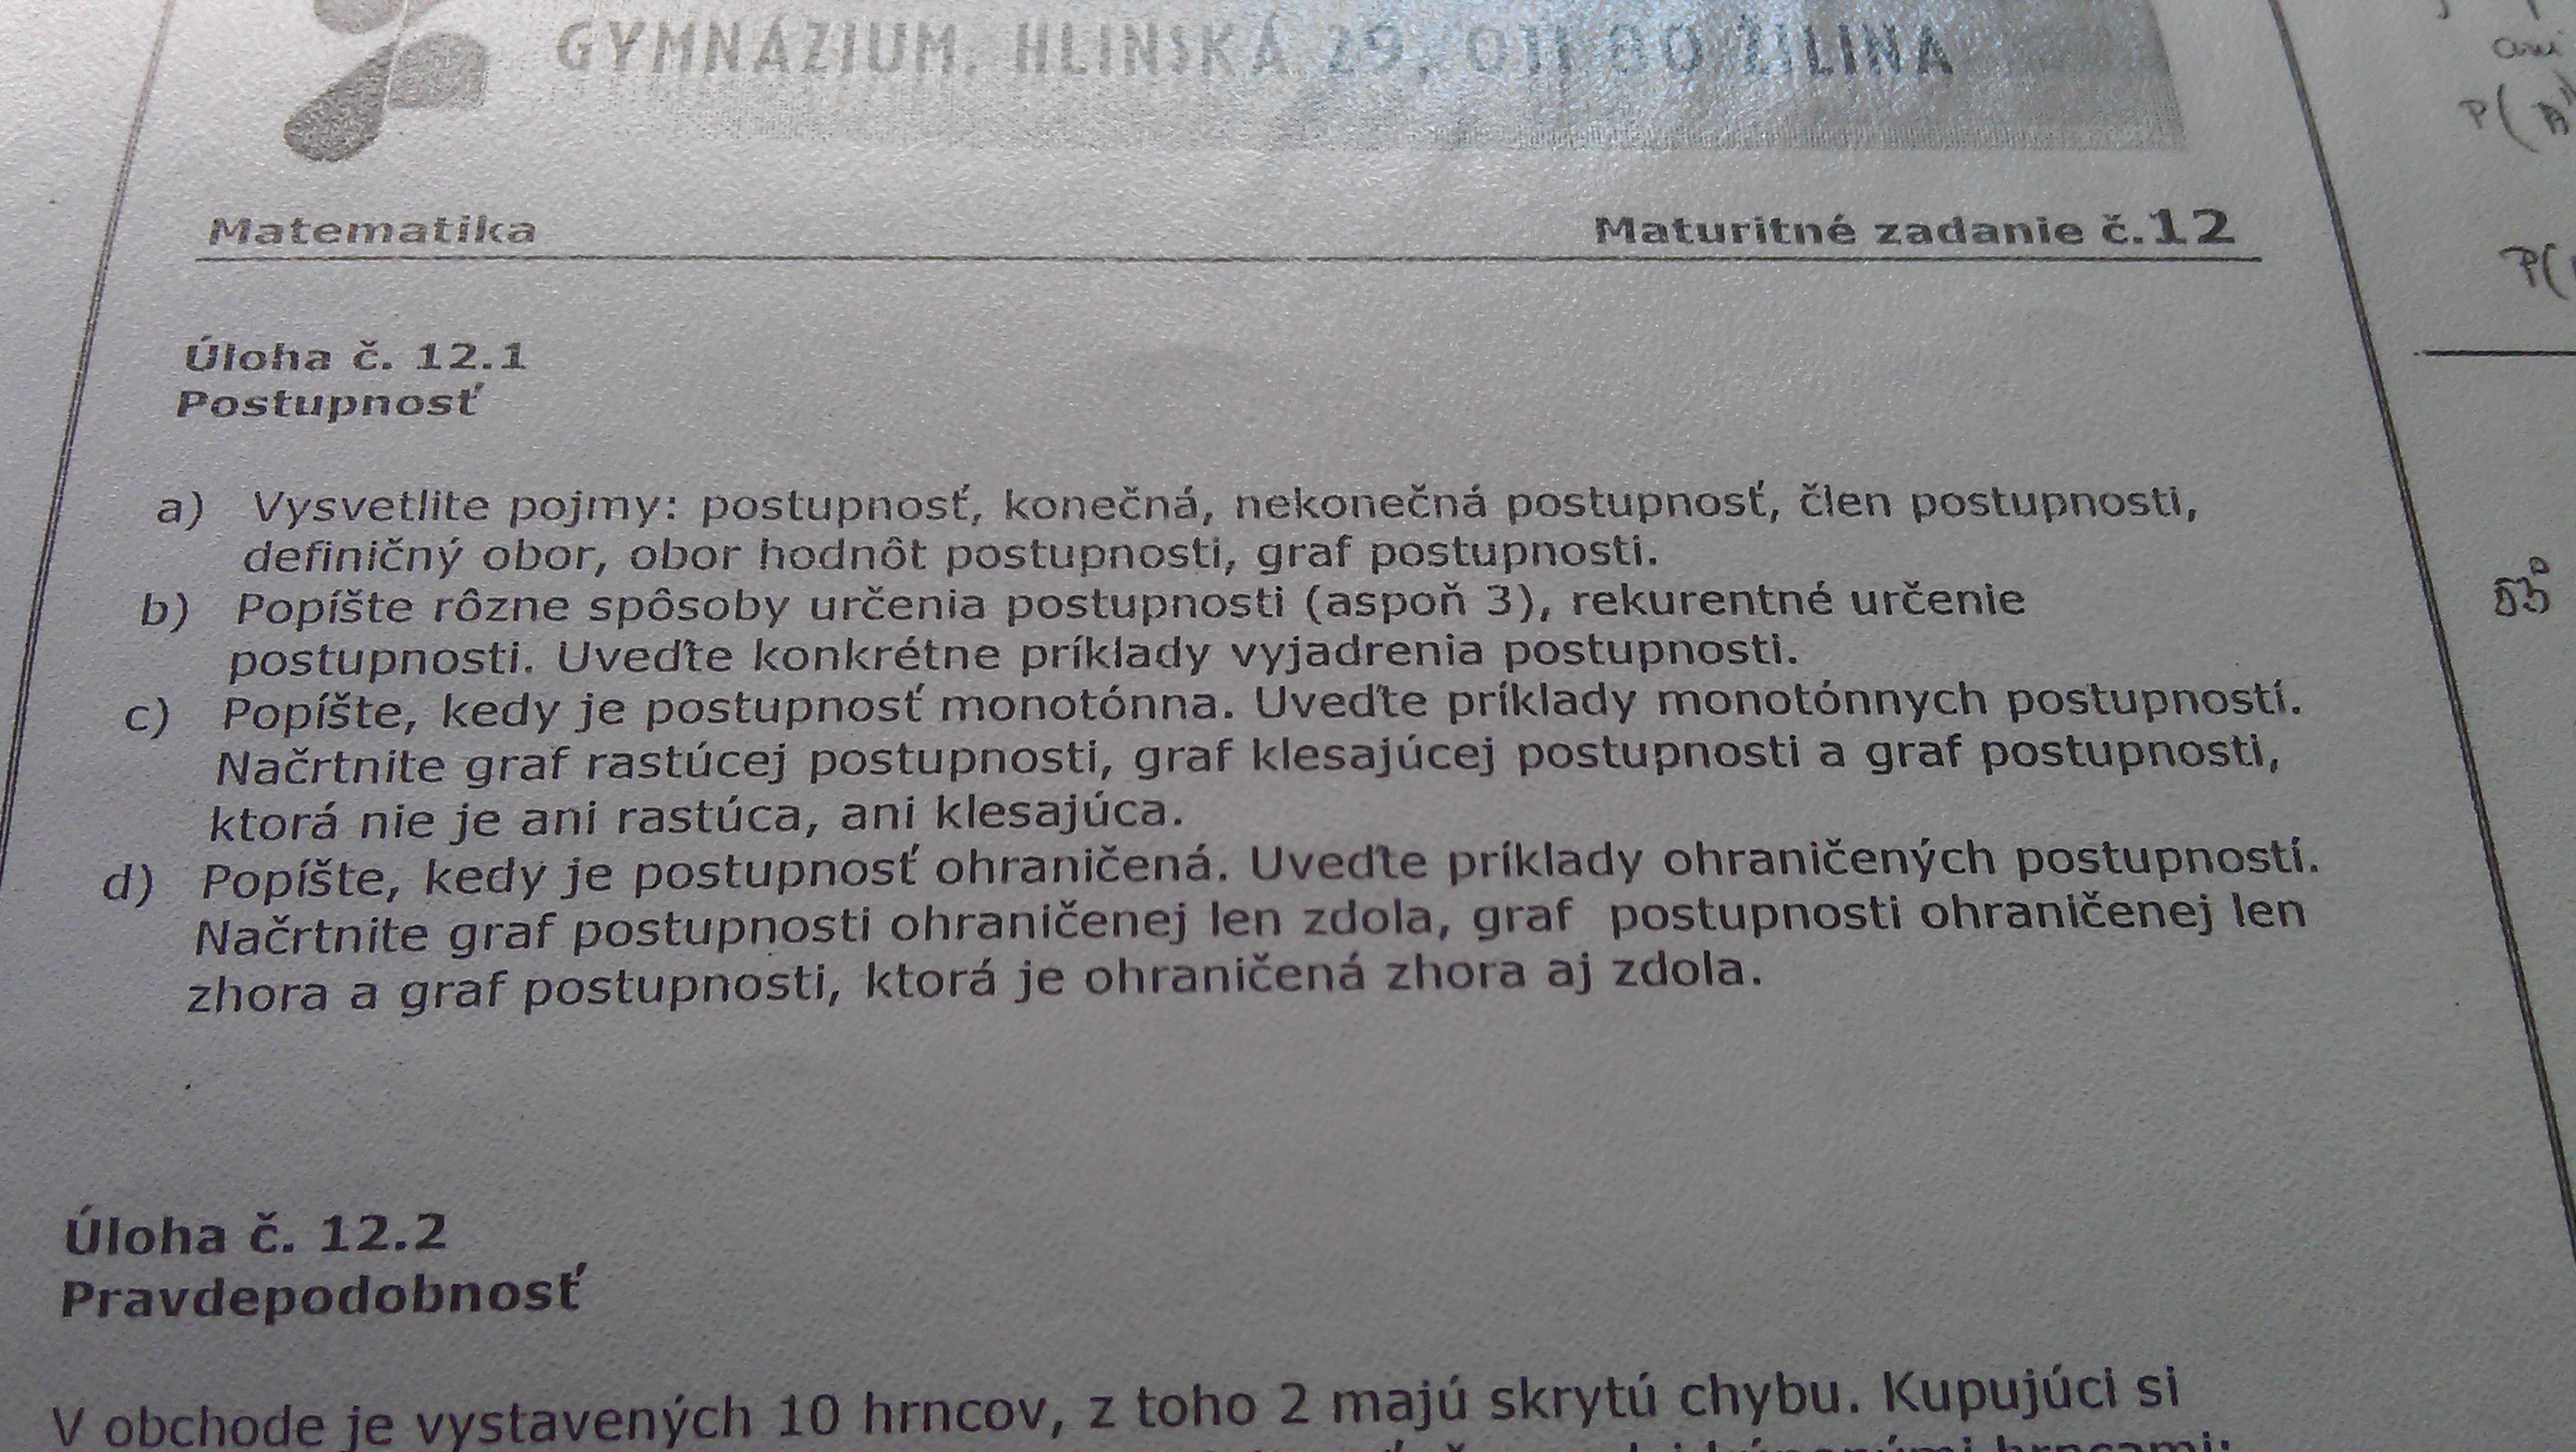 GYMNÁZIUM, HLINSKÁ 29, 011 80 ŽILINA
Matematika
Maturitné zadanie č.12
Úloha č. 12.1
Postupnosť
a) Vysvetlite pojmy: postupnosť, konečná, nekonečná postupnosť, člen postupnosti,
definičný obor, obor hodnôt postupnosti, graf postupnosti.
b) Popíšte rôzne spôsoby určenia postupnosti (aspoň 3), rekurentné určenie
postupnosti. Uveďte konkrétne príklady vyjadrenia postupnosti.
c) Popíšte, kedy je postupnosť monotónna. Uveďte príklady monotónnych postupností.
Načrtnite graf rastúcej postupnosti, graf klesajúcej postupnosti a graf postupnosti,
ktorá nie je ani rastúca, ani klesajúca.
d) Popíšte, kedy je postupnosť ohraničená. Uveďte príklady ohraničených postupností.
Načrtnite graf postupnosti ohraničenej len zdola, graf postupnosti ohraničenej len
zhora a graf postupnosti, ktorá je ohraničená zhora aj zdola.
Úloha č. 12.2
Pravdepodobnosť
V obchode je vystavených 10 hrncov, z toho 2 majú skrytú chybu. Kupujúci si
ani
P(A
P(